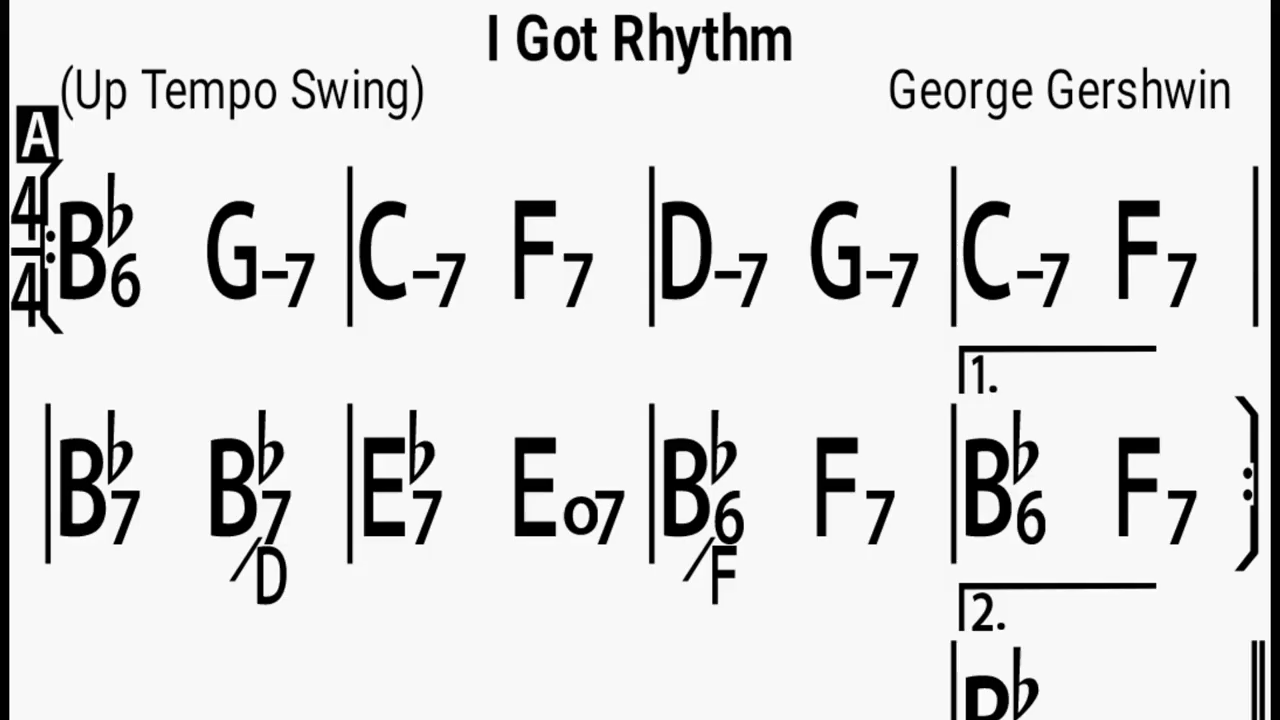 I Got Rhythm
(Up Tempo Swing) George Gershwin
A
4/4 B♭6 G–7 C–7 F7 D–7 G–7 C–7 F7
1.
B♭7 B♭7/D E♭7 Eo7 B♭6/F F7 B♭6 F7
2.
B♭